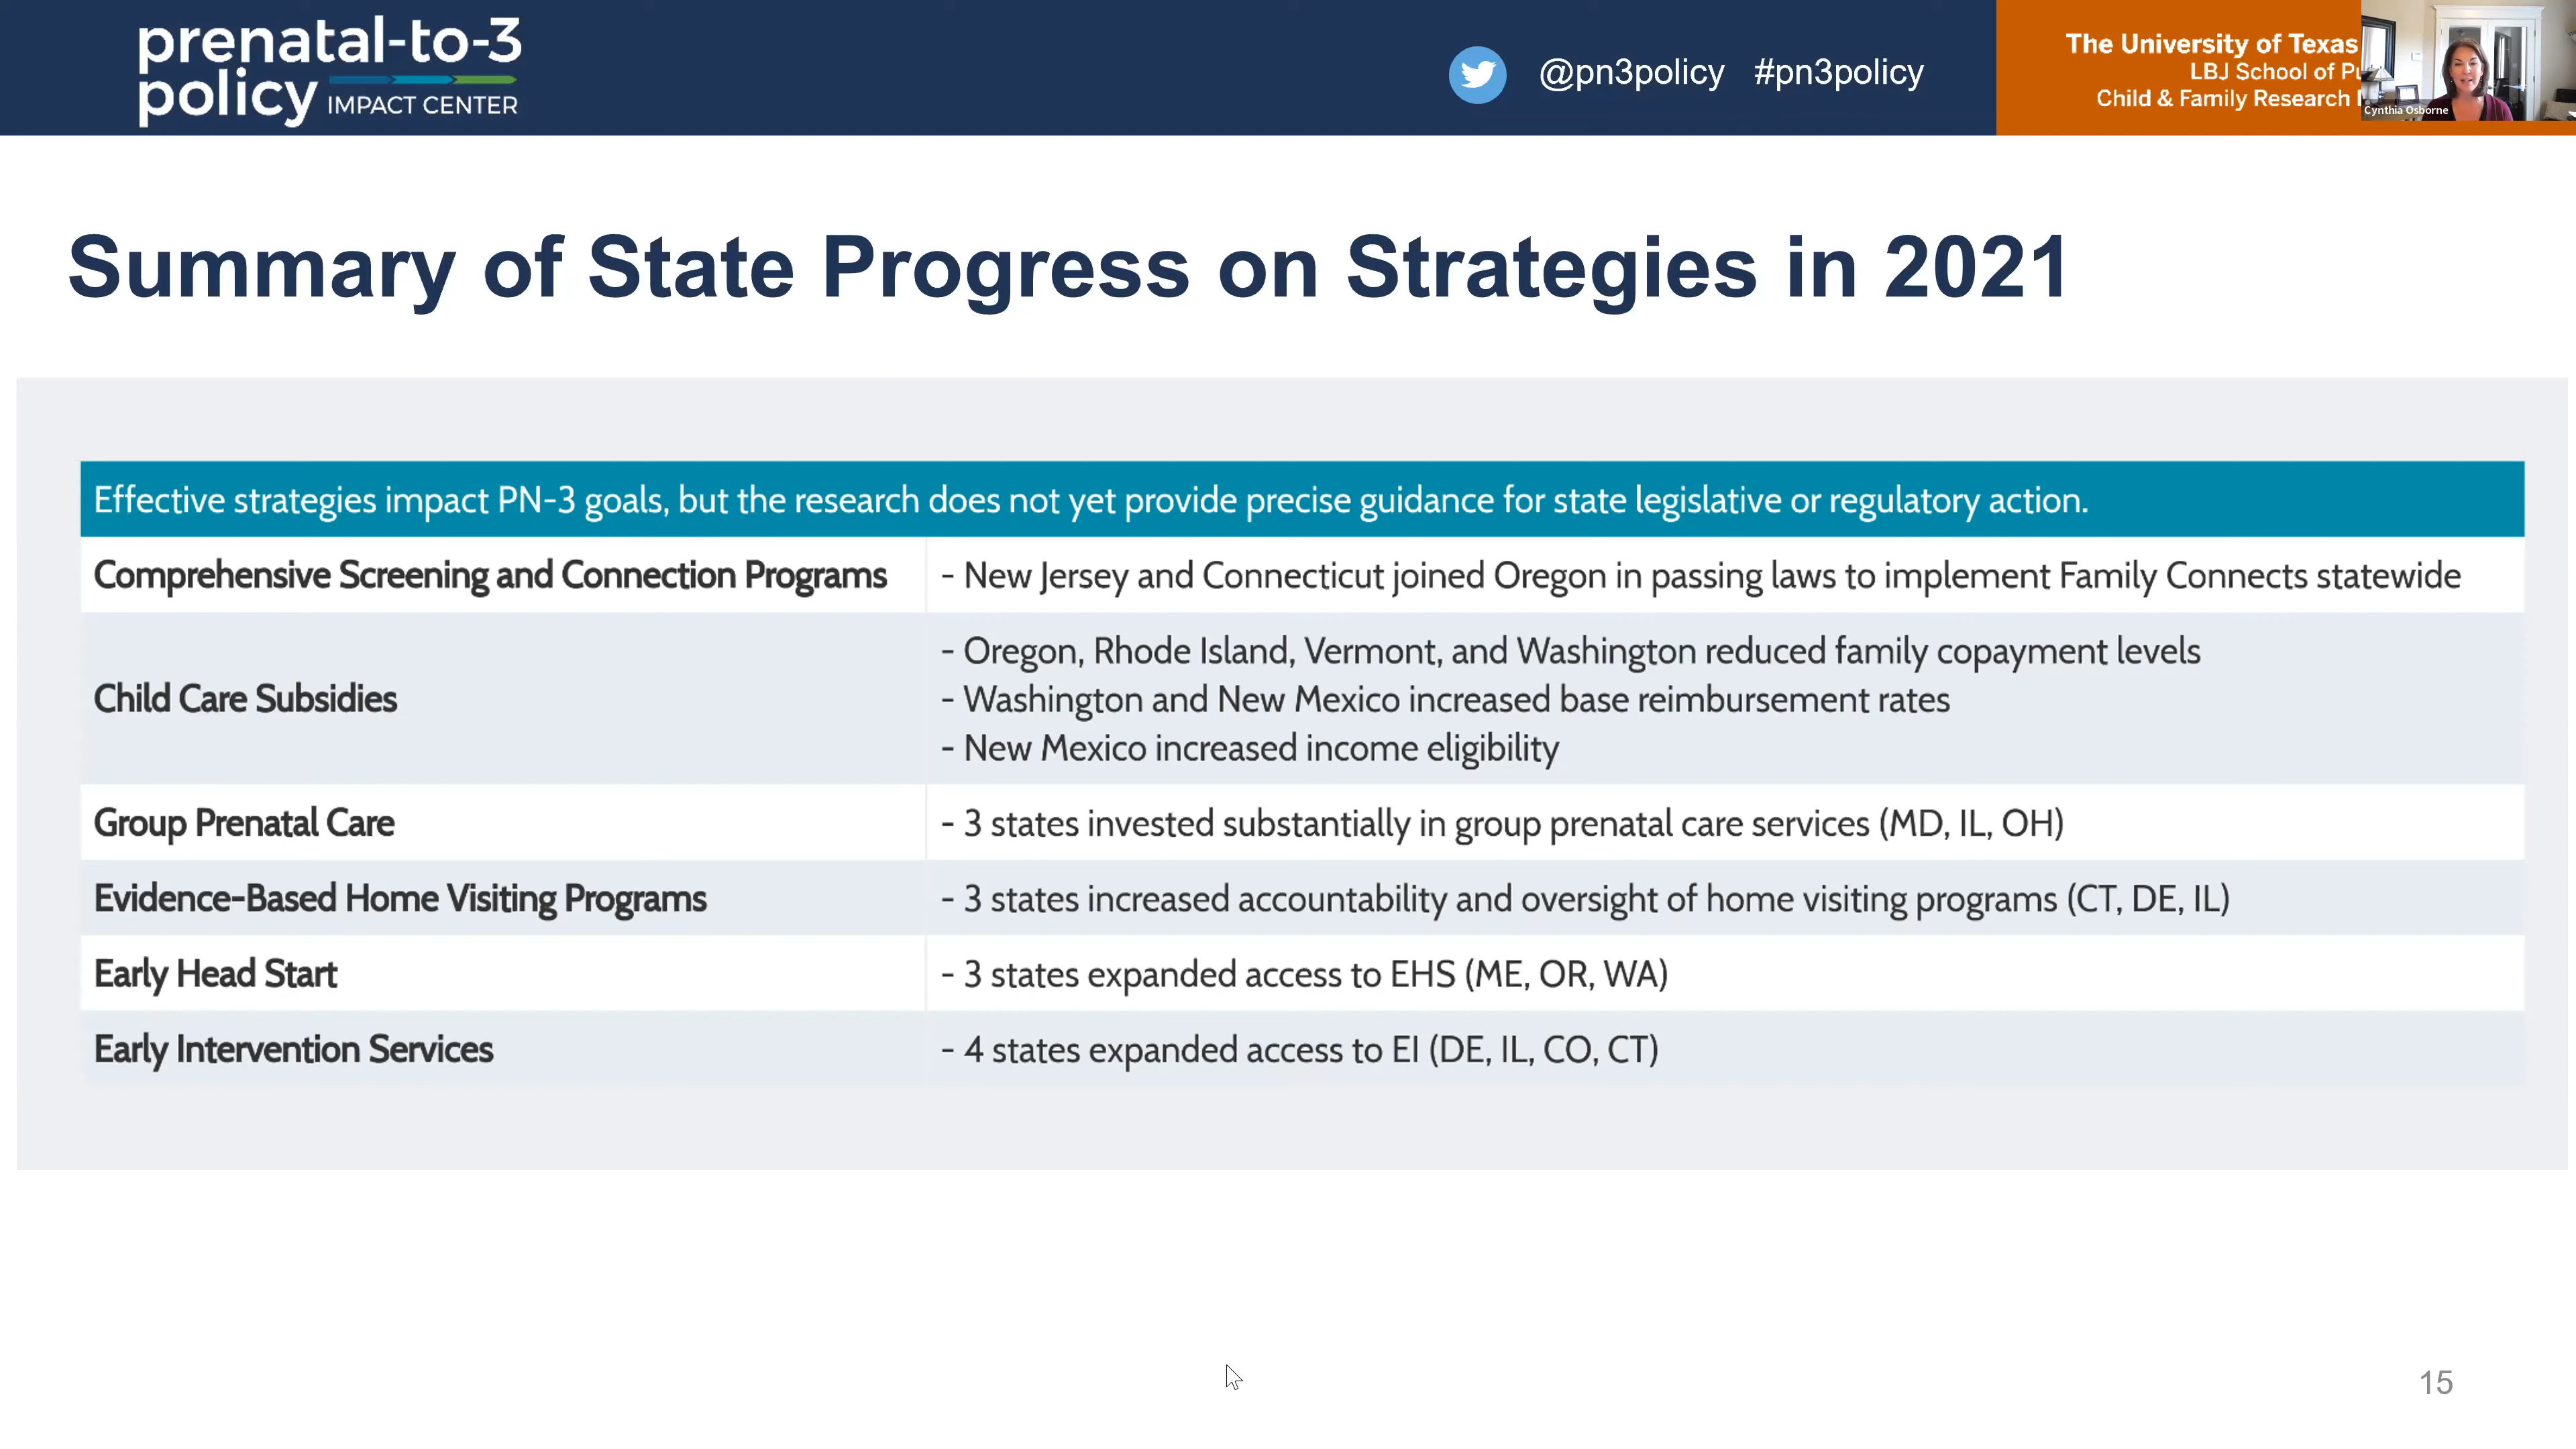 prenatal-to-3
policy IMPACT CENTER
@pn3policy #pn3policy
The University of Texas
LBJ School of
Child & Family Research
Cynthia Osborne
Summary of State Progress on Strategies in 2021
Effective strategies impact PN-3 goals, but the research does not yet provide precise guidance for state legislative or regulatory action.
Comprehensive Screening and Connection Programs
- New Jersey and Connecticut joined Oregon in passing laws to implement Family Connects statewide
Child Care Subsidies
- Oregon, Rhode Island, Vermont, and Washington reduced family copayment levels
- Washington and New Mexico increased base reimbursement rates
- New Mexico increased income eligibility
Group Prenatal Care
- 3 states invested substantially in group prenatal care services (MD, IL, OH)
Evidence-Based Home Visiting Programs
- 3 states increased accountability and oversight of home visiting programs (CT, DE, IL)
Early Head Start
- 3 states expanded access to EHS (ME, OR, WA)
Early Intervention Services
- 4 states expanded access to EI (DE, IL, CO, CT)
15